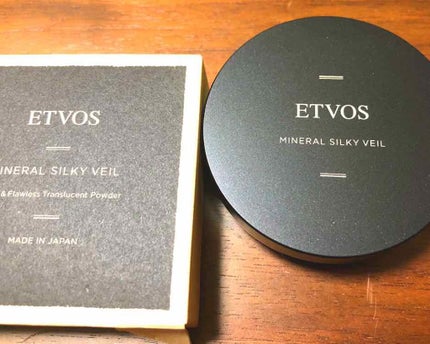 ETVOS
MINERAL SILKY VEIL
& Flawless Translucent Powder
MADE IN JAPAN
ETVOS
MINERAL SILKY VEIL